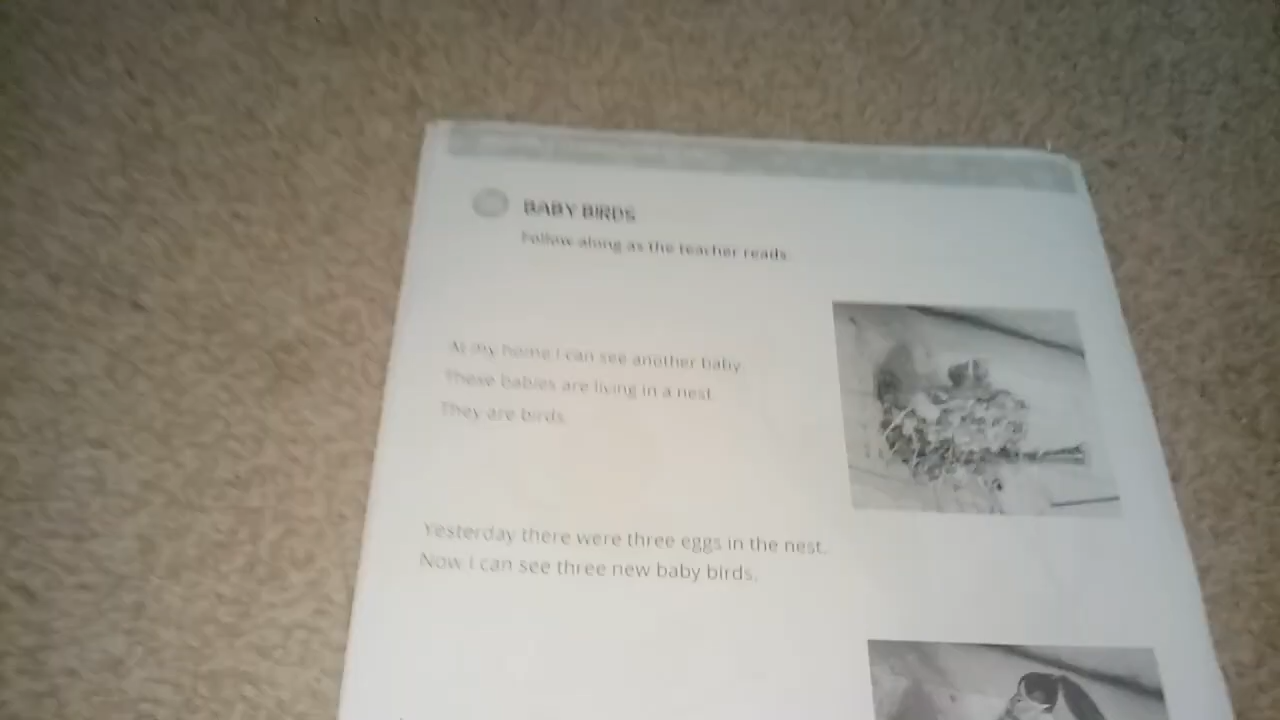 BABY BIRDS
Follow along as the teacher reads.
At my home I can see another baby.
These babies are living in a nest.
They are birds.
Yesterday there were three eggs in the nest.
Now I can see three new baby birds.